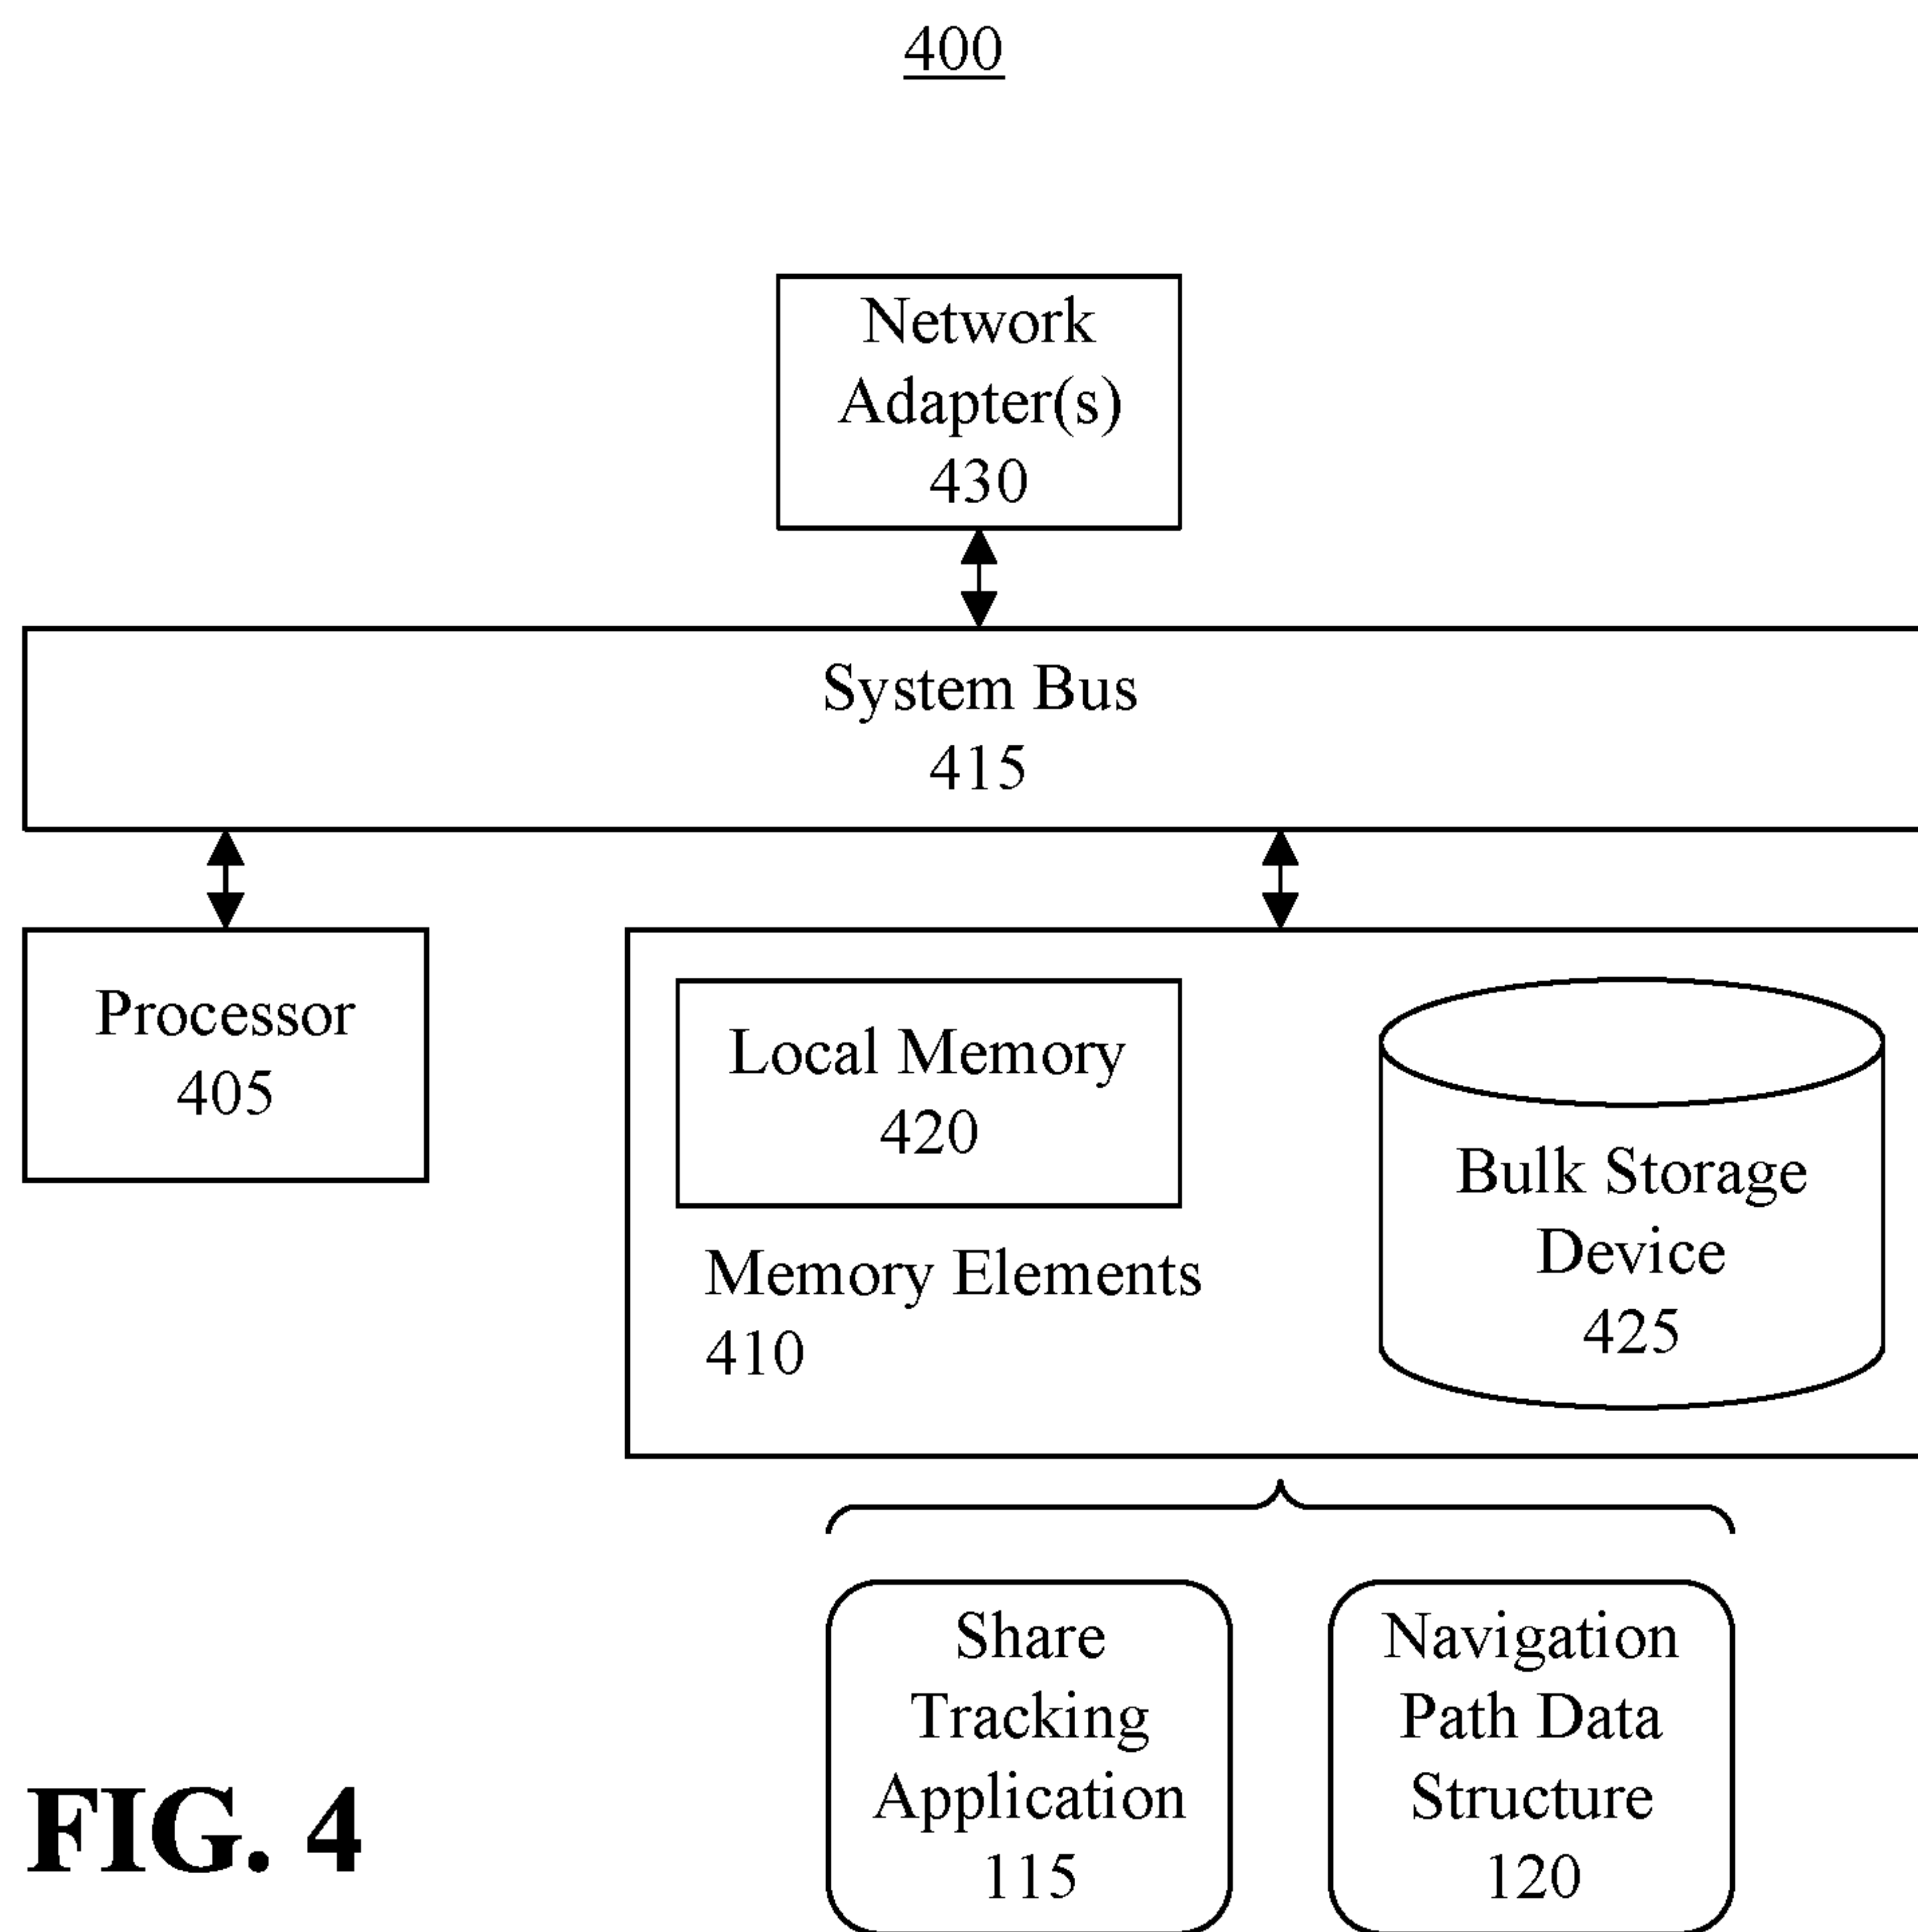 400
Network
Adapter(s)
430
System Bus
415
Processor
405
Local Memory
420
Memory Elements
410
Bulk Storage
Device
425
Share
Tracking
Application
115
Navigation
Path Data
Structure
120
FIG. 4